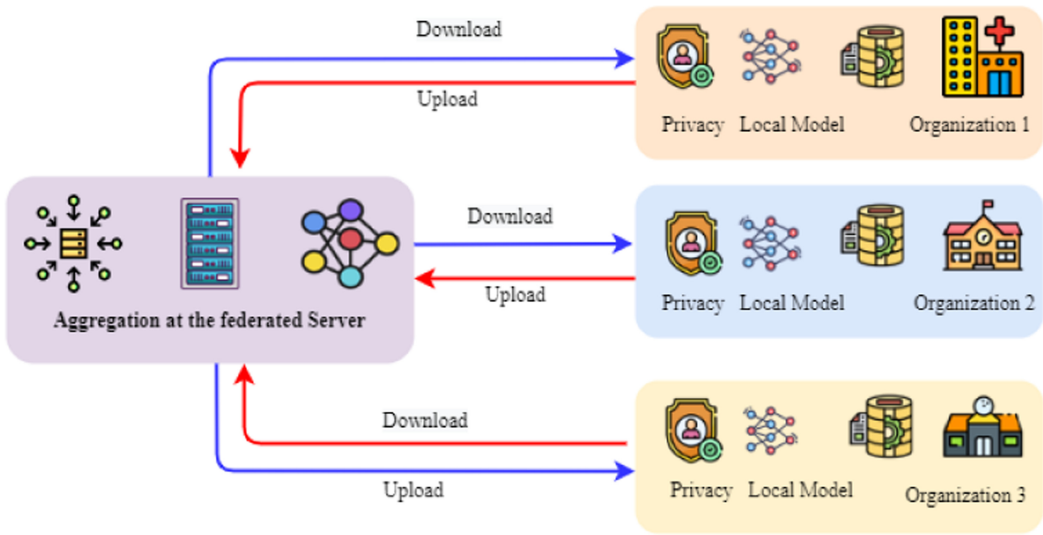 Download
Upload
Privacy Local Model Organization 1
Download
Upload
Privacy Local Model Organization 2
Aggregation at the federated Server
Download
Upload
Privacy Local Model Organization 3